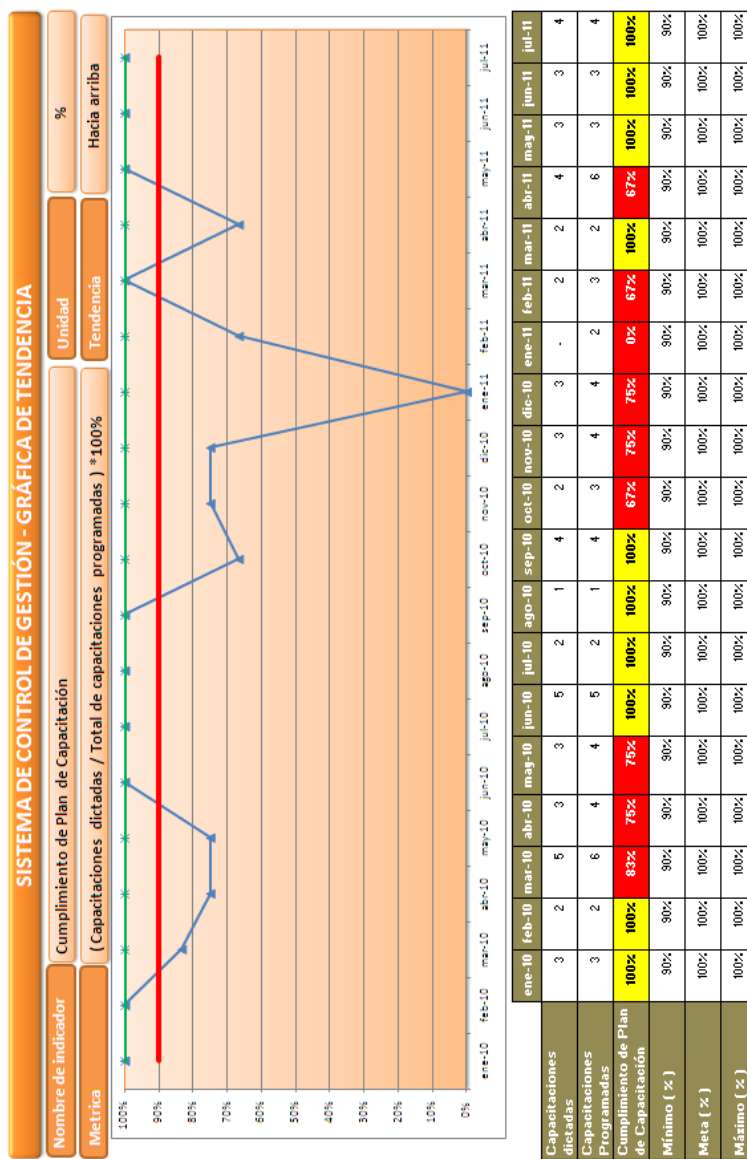 SISTEMA DE CONTROL DE GESTIÓN - GRÁFICA DE TENDENCIA
Nombre de indicador Cumplimiento de Plan de Capacitación Unidad %
Metrica (Capacitaciones dictadas / Total de capacitaciones programadas ) *100% Tendencia Hacia arriba
100%
90%
80%
70%
60%
50%
40%
30%
20%
10%
0%
ene-10 feb-10 mar-10 abr-10 may-10 jun-10 jul-10 ago-10 sep-10 oct-10 nov-10 dic-10 ene-11 feb-11 mar-11 abr-11 may-11 jun-11 jul-11
ene-10 feb-10 mar-10 abr-10 may-10 jun-10 jul-10 ago-10 sep-10 oct-10 nov-10 dic-10 ene-11 feb-11 mar-11 abr-11 may-11 jun-11 jul-11
Capacitaciones
dictadas 3 2 5 3 3 5 2 1 4 2 3 3 - 2 2 4 3 3 4
Capacitaciones
Programadas 3 2 6 4 4 5 2 1 4 3 4 4 2 3 2 6 3 3 4
Cumplimiento de Plan
de Capacitación 100% 100% 83% 75% 75% 100% 100% 100% 100% 67% 75% 75% 0% 67% 100% 67% 100% 100% 100%
Mínimo ( % ) 90% 90% 90% 90% 90% 90% 90% 90% 90% 90% 90% 90% 90% 90% 90% 90% 90% 90% 90%
Meta ( % ) 100% 100% 100% 100% 100% 100% 100% 100% 100% 100% 100% 100% 100% 100% 100% 100% 100% 100% 100%
Máximo ( % ) 100% 100% 100% 100% 100% 100% 100% 100% 100% 100% 100% 100% 100% 100% 100% 100% 100% 100% 100%